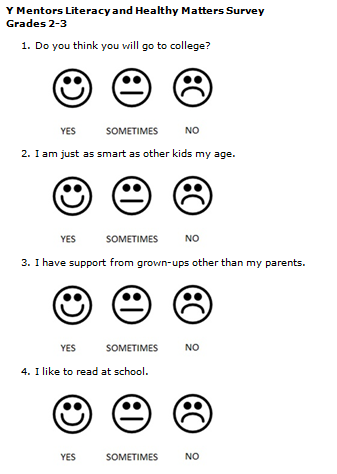 Y Mentors Literacy and Healthy Matters Survey
Grades 2-3
1. Do you think you will go to college?
YES SOMETIMES NO
2. I am just as smart as other kids my age.
YES SOMETIMES NO
3. I have support from grown-ups other than my parents.
YES SOMETIMES NO
4. I like to read at school.
YES SOMETIMES NO